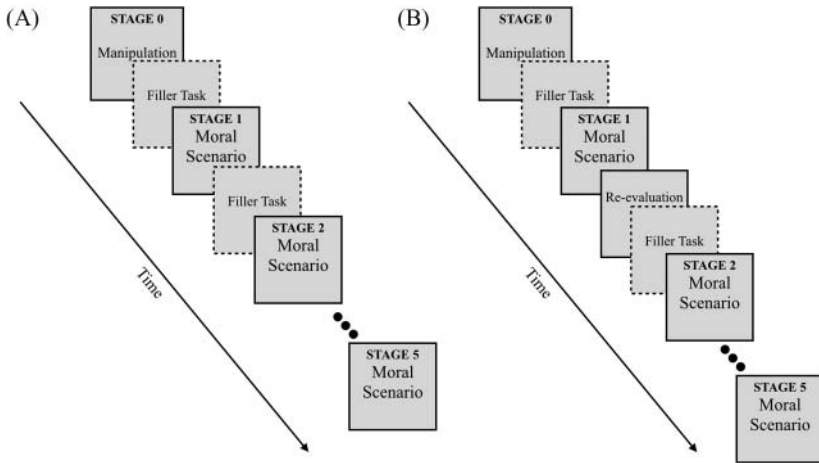 (A)
STAGE 0
Manipulation
Filler Task
STAGE 1
Moral
Scenario
Filler Task
STAGE 2
Moral
Scenario
STAGE 5
Moral
Scenario
Time
(B)
STAGE 0
Manipulation
Filler Task
STAGE 1
Moral
Scenario
Re-evaluation
Filler Task
STAGE 2
Moral
Scenario
STAGE 5
Moral
Scenario
Time